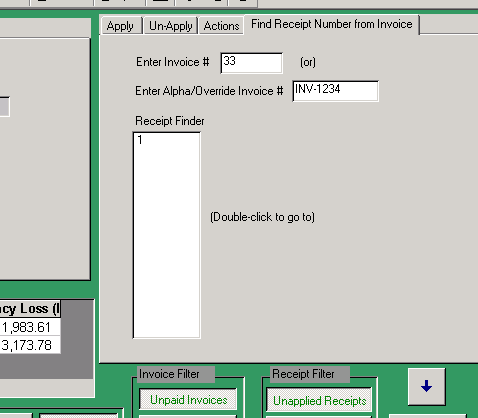 Apply Un-Apply Actions Find Receipt Number from Invoice
Enter Invoice # 33 (or)
Enter Alpha/Override Invoice # INV-1234
Receipt Finder
1
(Double-click to go to)
cy Loss (I
1,983.61
3,173.78
Invoice Filter Receipt Filter
Unpaid Invoices Unapplied Receipts